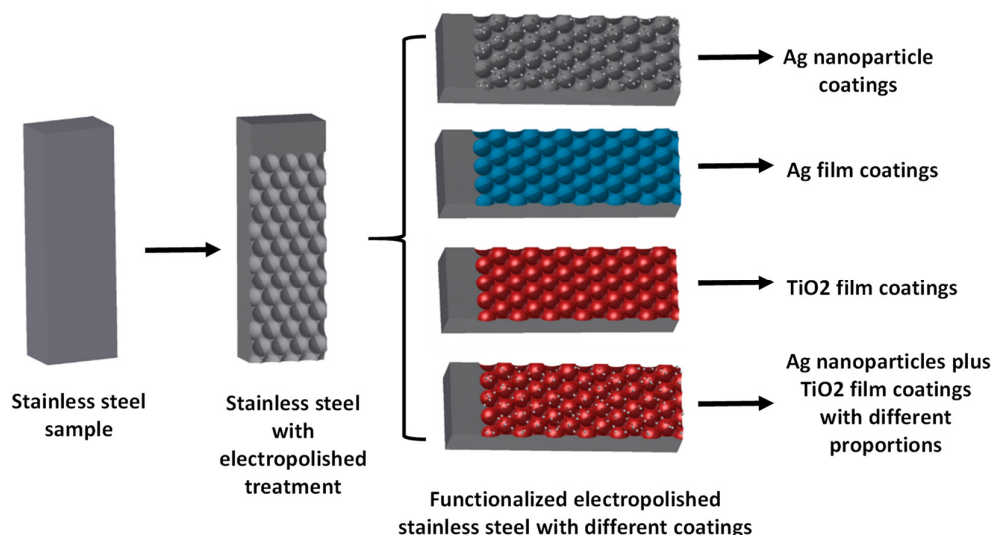 Ag nanoparticle
coatings
Ag film coatings
TiO2 film coatings
Ag nanoparticles plus
TiO2 film coatings
with different
proportions
Stainless steel
sample
Stainless steel
with
electropolished
treatment
Functionalized electropolished
stainless steel with different coatings